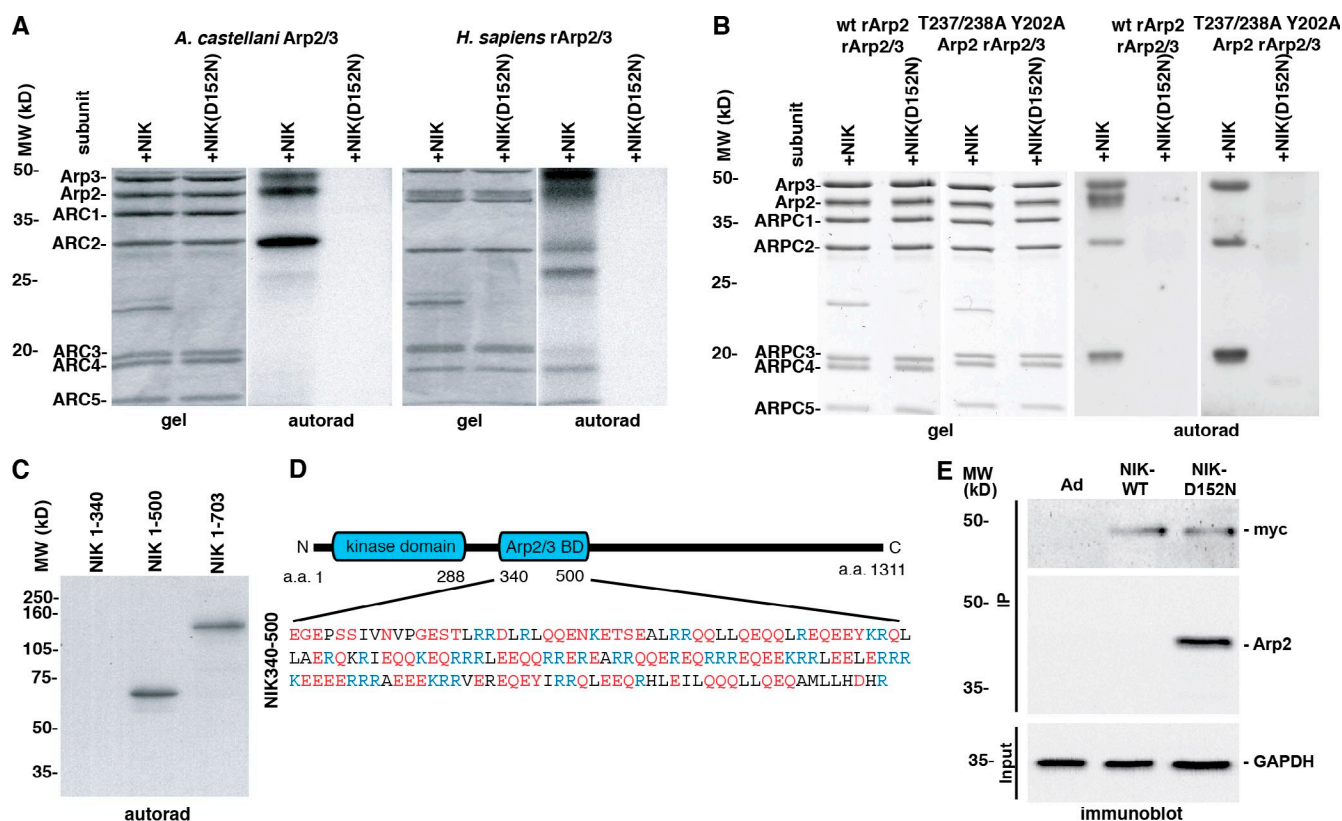 A
A. castellani Arp2/3
H. sapiens rArp2/3
MW (kD)
subunit
+NIK
+NIK(D152N)
+NIK
+NIK(D152N)
+NIK
+NIK(D152N)
+NIK
+NIK(D152N)
50-
35-
25-
20-
Arp3-
Arp2-
ARC1-
ARC2-
ARC3-
ARC4-
ARC5-
gel
autorad
gel
autorad
B
wt rArp2
rArp2/3
T237/238A Y202A
Arp2 rArp2/3
wt rArp2
rArp2/3
T237/238A Y202A
Arp2 rArp2/3
MW (kD)
subunit
+NIK
+NIK(D152N)
+NIK
+NIK(D152N)
+NIK
+NIK(D152N)
+NIK
+NIK(D152N)
50-
35-
25-
20-
Arp3-
Arp2-
ARPC1-
ARPC2-
ARPC3-
ARPC4-
ARPC5-
gel
autorad
C
MW (kD)
NIK 1-340
NIK 1-500
NIK 1-703
250-
160-
105-
75-
50-
35-
autorad
D
N
kinase domain
Arp2/3 BD
C
a.a. 1
288
340
500
a.a. 1311
NIK340-500
EGEPSSIVNVPGESTLRRDLRLQQENKETSEALRRQQLLQEQQLREQEEYKRQL
LAERQKRIEQQKEQRRRLEEQQRREREARRQQEREQRRREQEEKRRLEELERRR
KEEEERRRAEEEKRRVEREQEYIRRQLEEQRHLEILQQQLLQEQAMLLHDHR
E
MW
(kD)
Ad
NIK-
WT
NIK-
D152N
50-
- myc
50-
IP
- Arp2
35-
35-
Input
- GAPDH
immunoblot